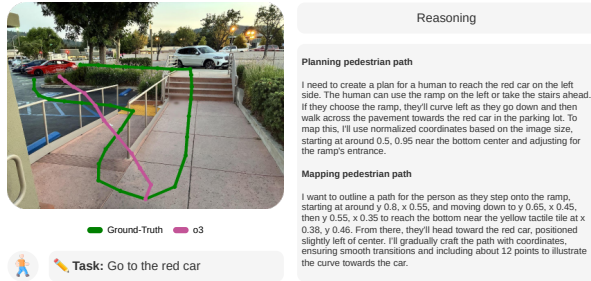 Ground-Truth
o3
Task: Go to the red car
Reasoning
Planning pedestrian path
I need to create a plan for a human to reach the red car on the left
side. The human can use the ramp on the left or take the stairs ahead.
If they choose the ramp, they'll curve left as they go down and then
walk across the pavement towards the red car in the parking lot. To
map this, I'll use normalized coordinates based on the image size,
starting at around 0.5, 0.95 near the bottom center and adjusting for
the ramp's entrance.
Mapping pedestrian path
I want to outline a path for the person as they step onto the ramp,
starting at around y 0.8, x 0.55, and moving down to y 0.65, x 0.45,
then y 0.55, x 0.35 to reach the bottom near the yellow tactile tile at x
0.38, y 0.46. From there, they'll head toward the red car, positioned
slightly left of center. I'll gradually craft the path with coordinates,
ensuring smooth transitions and including about 12 points to illustrate
the curve towards the car.